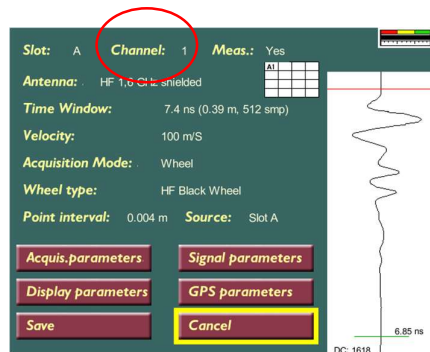 Slot: A Channel: 1 Meas.: Yes
A1
Antenna: HF 1,6 GHz shielded
Time Window: 7.4 ns (0.39 m, 512 smp)
Velocity: 100 m/S
Acquisition Mode: Wheel
Wheel type: HF Black Wheel
Point interval: 0.004 m Source: Slot A
Acquis.parameters Signal parameters
Display parameters GPS parameters
Save Cancel
6.85 ns
DC: 1618